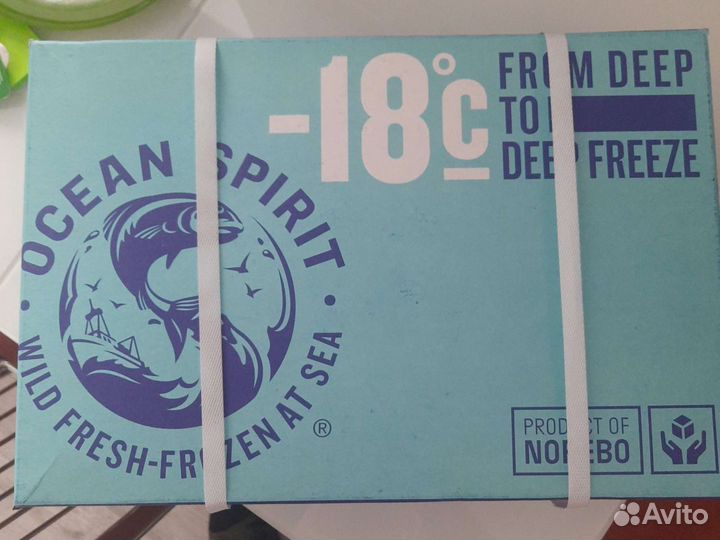 -18°C
FROM DEEP
TO
DEEP FREEZE
OCEAN SPIRIT
WILD FRESH-FROZEN AT SEA
®
PRODUCT OF
NOREBO
Avito